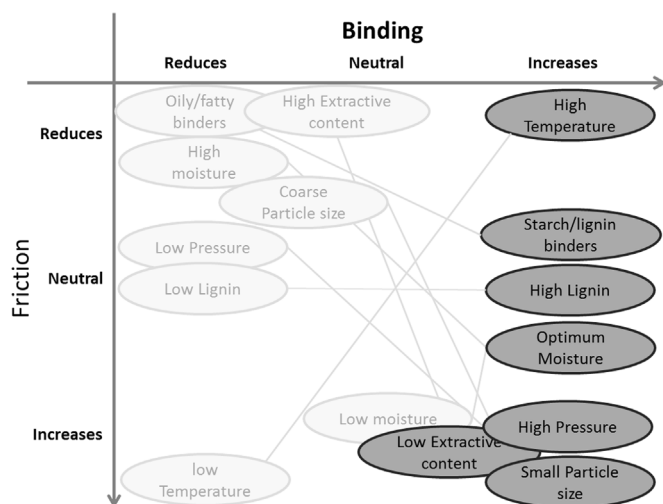 Binding
Reduces
Neutral
Increases
Friction
Reduces
Neutral
Increases
Oily/fatty
binders
High Extractive
content
High
Temperature
High
moisture
Coarse
Particle size
Low Pressure
Starch/lignin
binders
Low Lignin
High Lignin
Optimum
Moisture
Low moisture
High Pressure
Low Extractive
content
low
Temperature
Small Particle
size